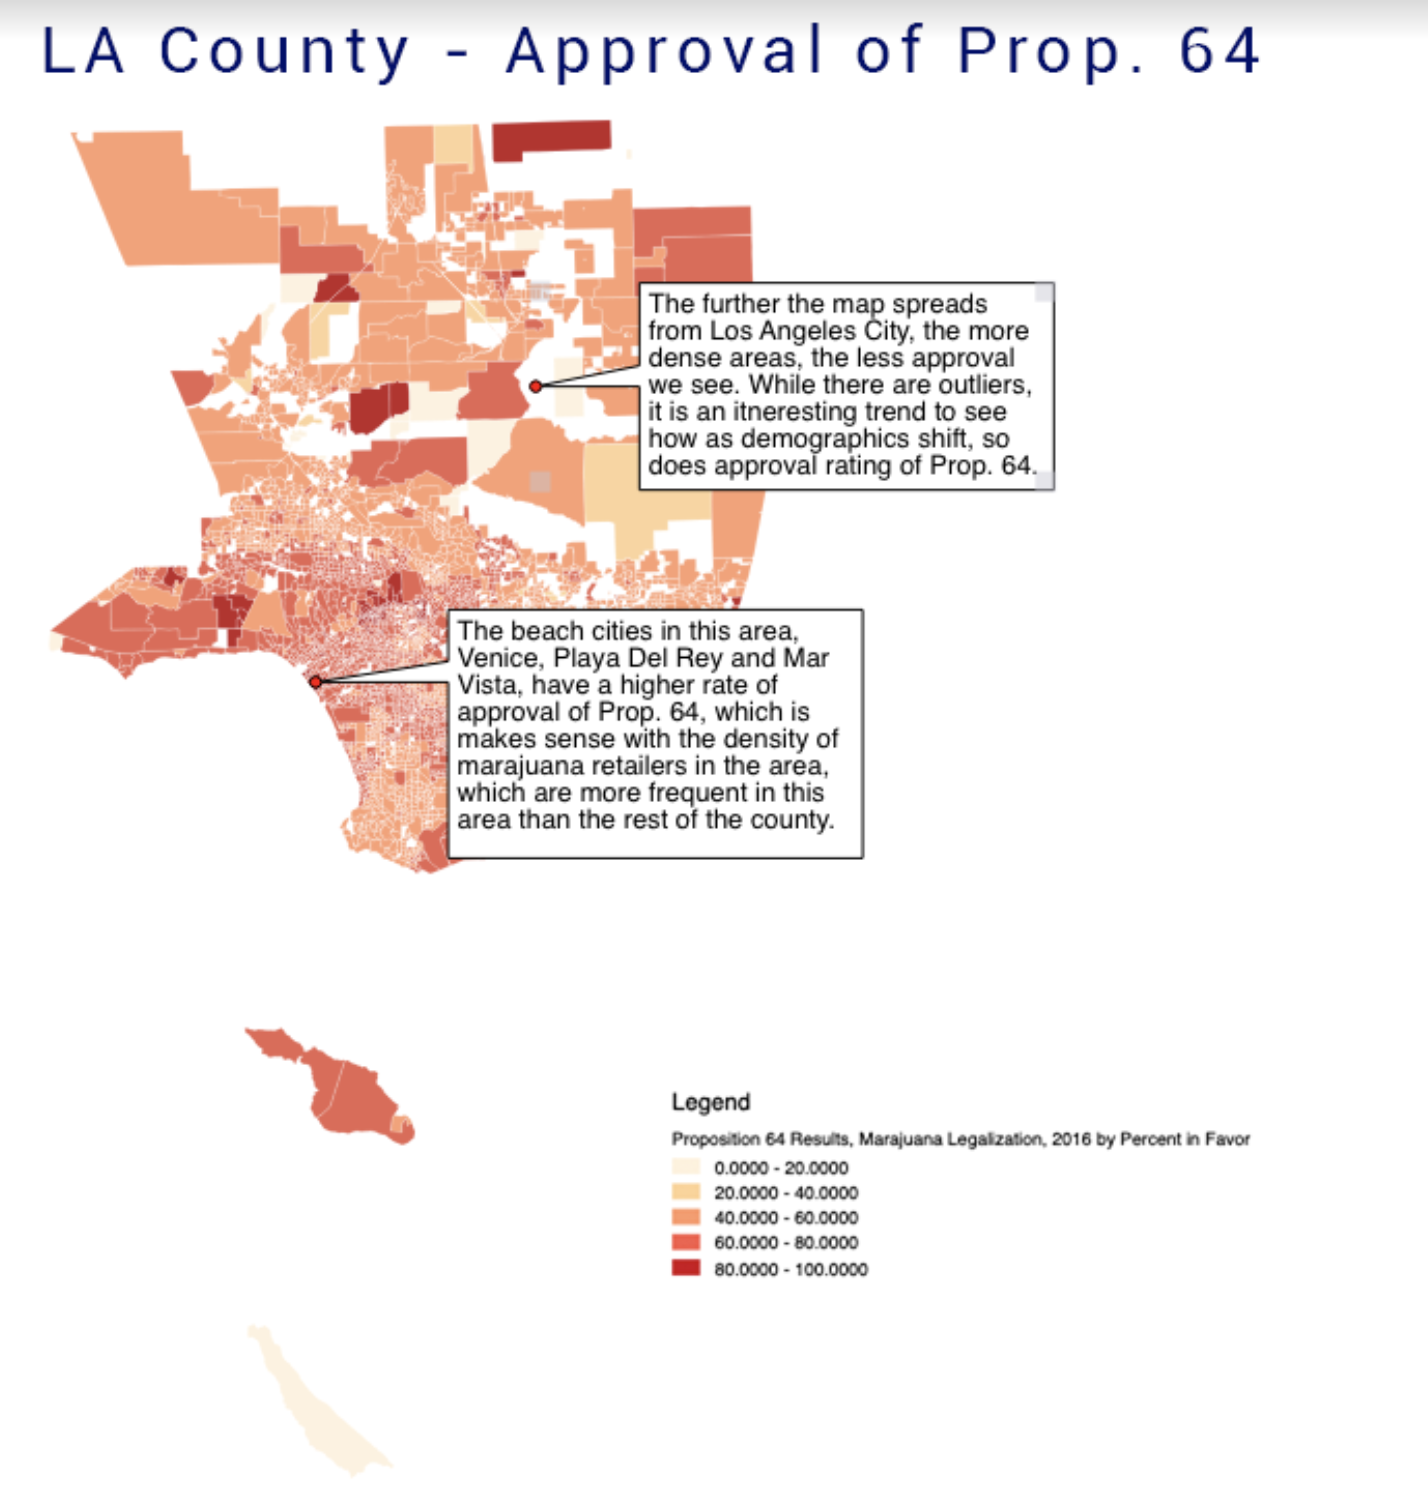 LA County - Approval of Prop. 64
The further the map spreads
from Los Angeles City, the more
dense areas, the less approval
we see. While there are outliers,
it is an itneresting trend to see
how as demographics shift, so
does approval rating of Prop. 64.
The beach cities in this area,
Venice, Playa Del Rey and Mar
Vista, have a higher rate of
approval of Prop. 64, which is
makes sense with the density of
marajuana retailers in the area,
which are more frequent in this
area than the rest of the county.
Legend
Proposition 64 Results, Marajuana Legalization, 2016 by Percent in Favor
0.0000 - 20.0000
20.0000 - 40.0000
40.0000 - 60.0000
60.0000 - 80.0000
80.0000 - 100.0000